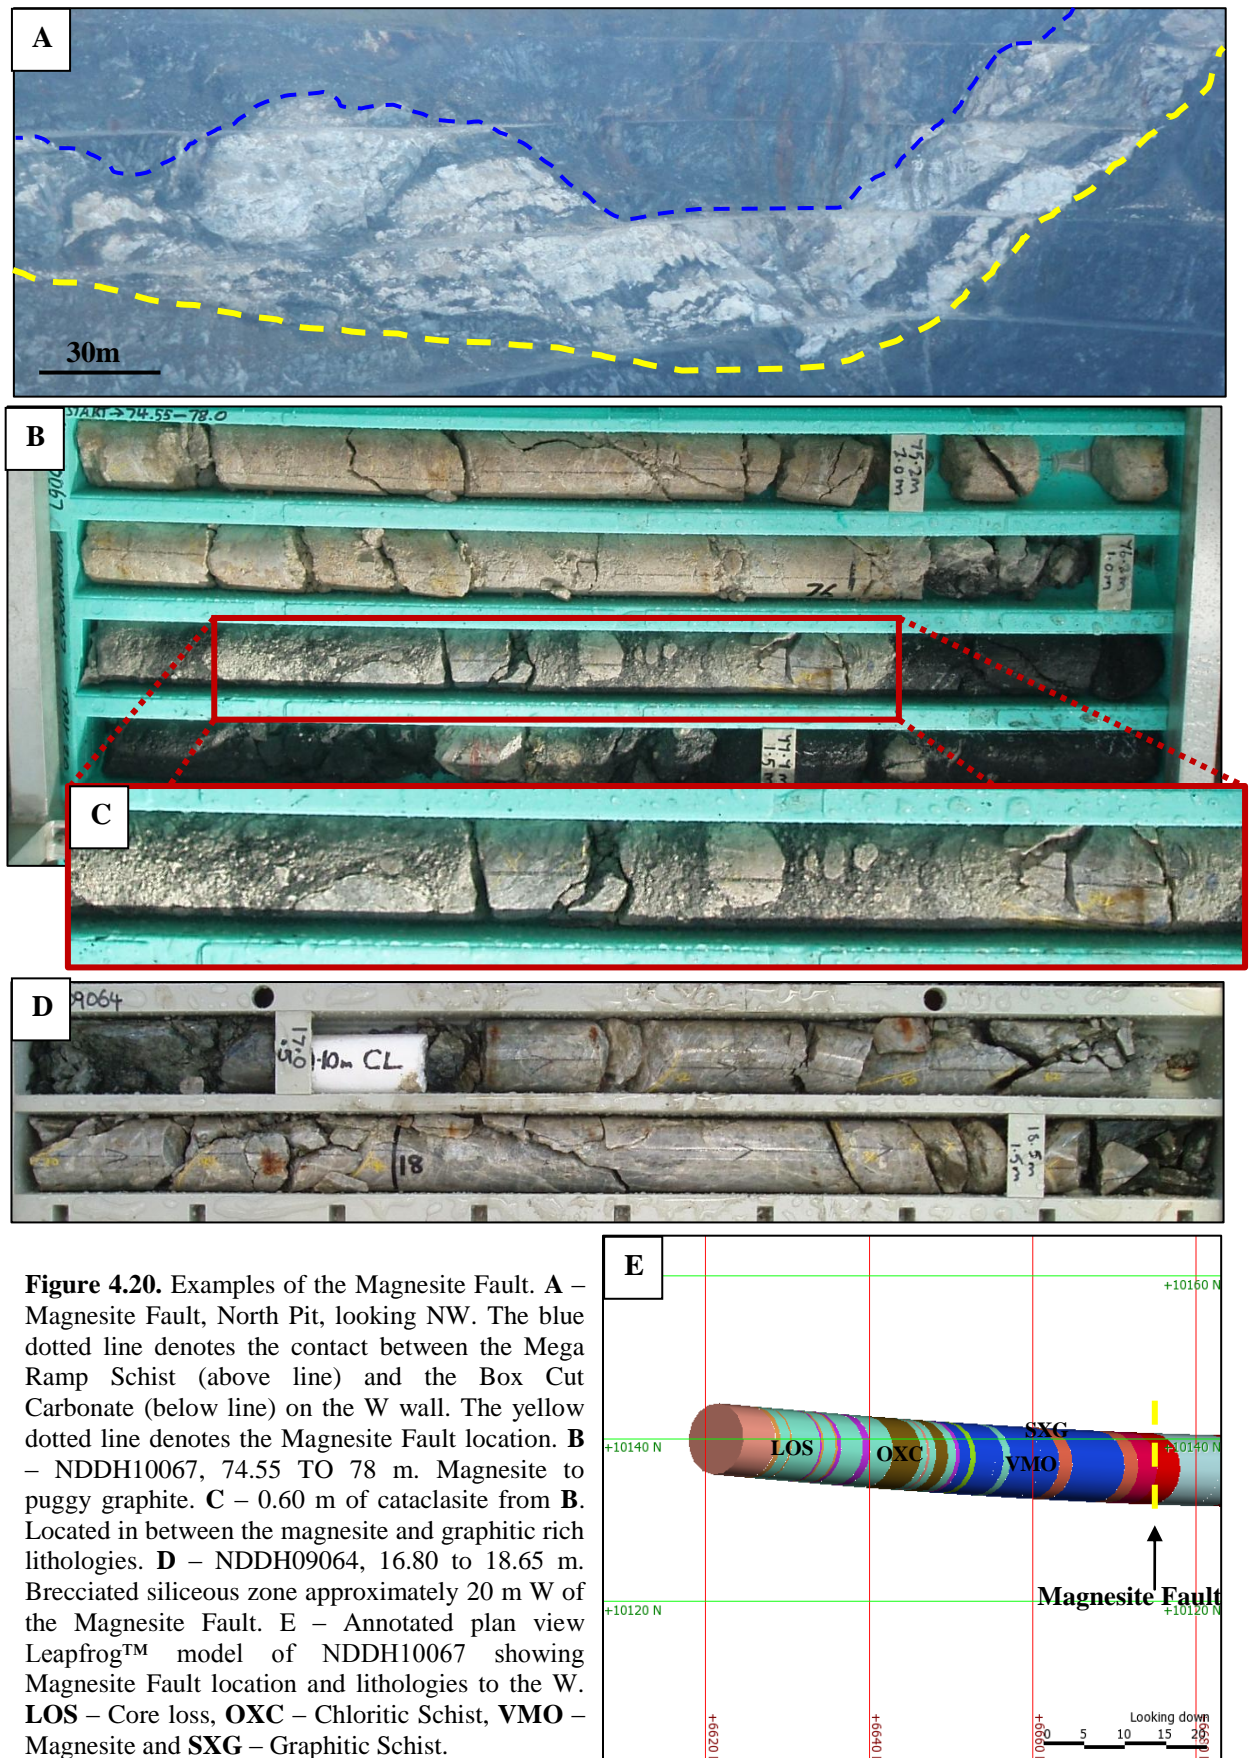 A
30m
B
START→74.55-78.0
75.2m
1.0m
76
1.0m
C
D
09064
17.0
.10m CL
18
18.5m
1.5m
E
+10160 N
+10140 N
+10140 N
LOS
OXC
SXG
VMO
Magnesite Fault
+10120 N
+10120 N
+6620
+6640
+6660
Looking down
0 5 10 15 20
Figure 4.20. Examples of the Magnesite Fault. A –
Magnesite Fault, North Pit, looking NW. The blue
dotted line denotes the contact between the Mega
Ramp Schist (above line) and the Box Cut
Carbonate (below line) on the W wall. The yellow
dotted line denotes the Magnesite Fault location. B
– NDDH10067, 74.55 TO 78 m. Magnesite to
puggy graphite. C – 0.60 m of cataclasite from B.
Located in between the magnesite and graphitic rich
lithologies. D – NDDH09064, 16.80 to 18.65 m.
Brecciated siliceous zone approximately 20 m W of
the Magnesite Fault. E – Annotated plan view
Leapfrog™ model of NDDH10067 showing
Magnesite Fault location and lithologies to the W.
LOS – Core loss, OXC – Chloritic Schist, VMO –
Magnesite and SXG – Graphitic Schist.